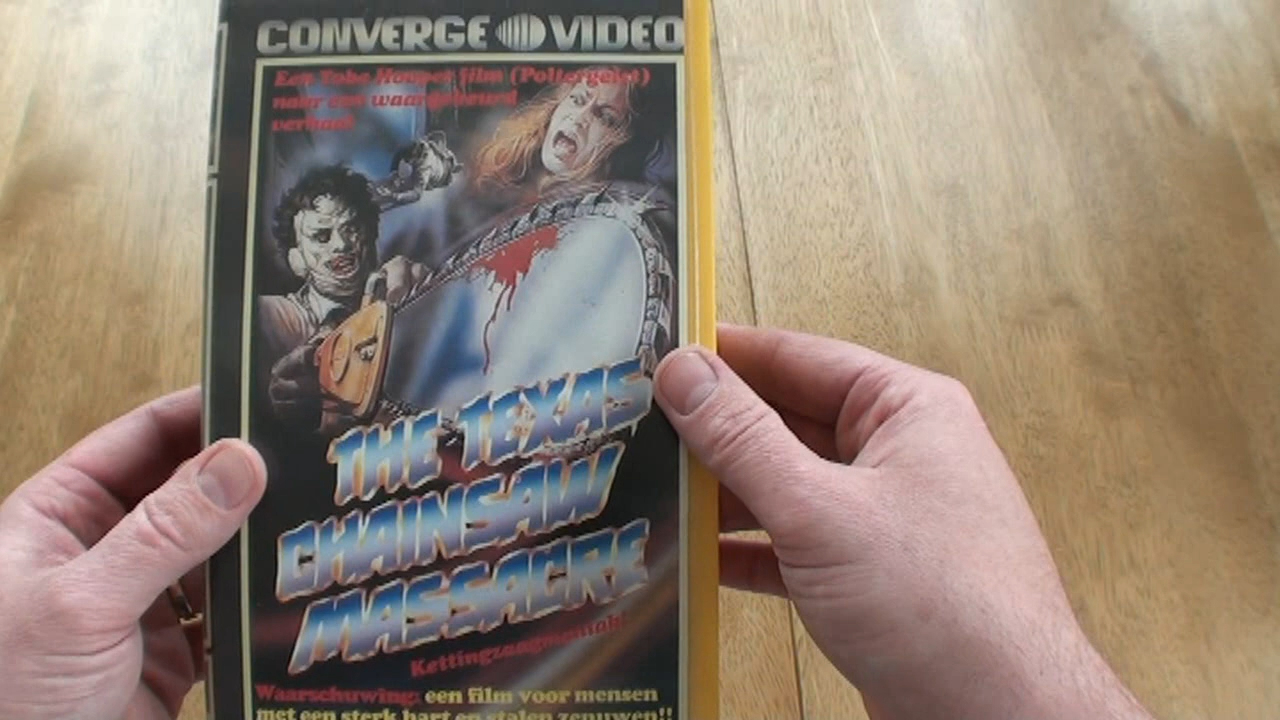 CONVERGE VIDEO
Een Tobe Hooper film (Poltergeist)
naar een waargebeurd
verhaal
THE TEXAS
CHAINSAW
MASSACRE
Kettingzaagmaniak!
Waarschuwing: een film voor mensen
met een sterk hart en stalen zenuwen!!